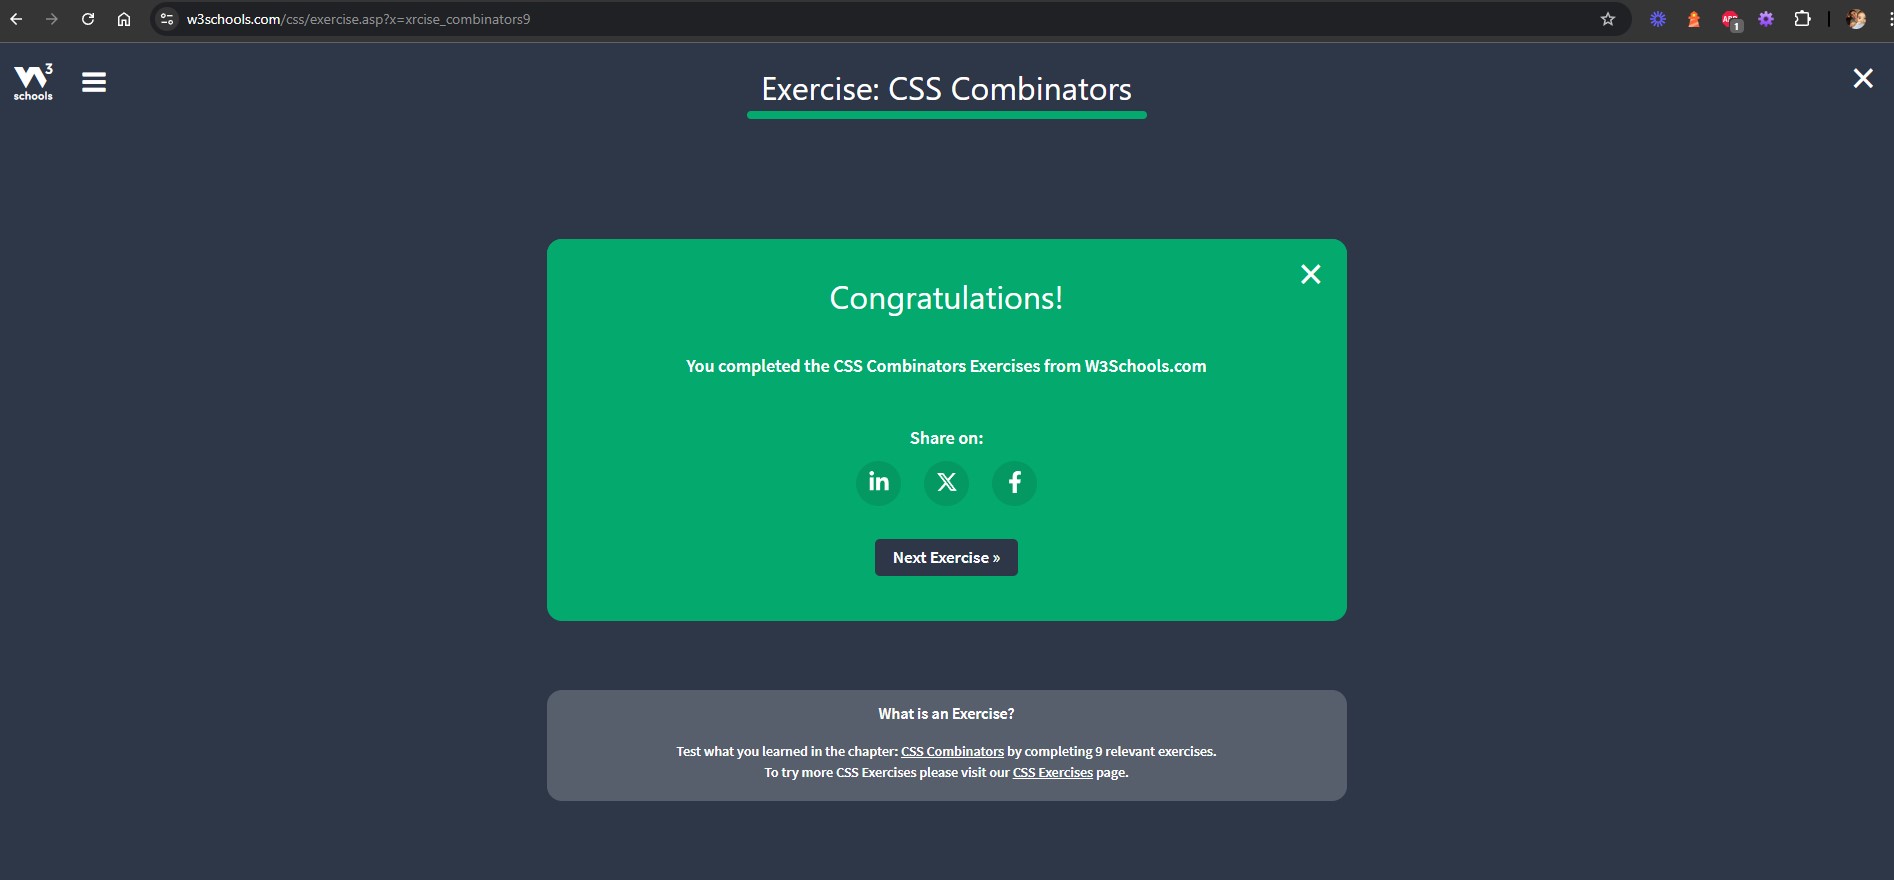 w3schools.com/css/exercise.asp?x=xrcise_combinators9
ABP
1
W3
schools
Exercise: CSS Combinators
Congratulations!
You completed the CSS Combinators Exercises from W3Schools.com
Share on:
in
X
f
Next Exercise »
What is an Exercise?
Test what you learned in the chapter: CSS Combinators by completing 9 relevant exercises.
To try more CSS Exercises please visit our CSS Exercises page.